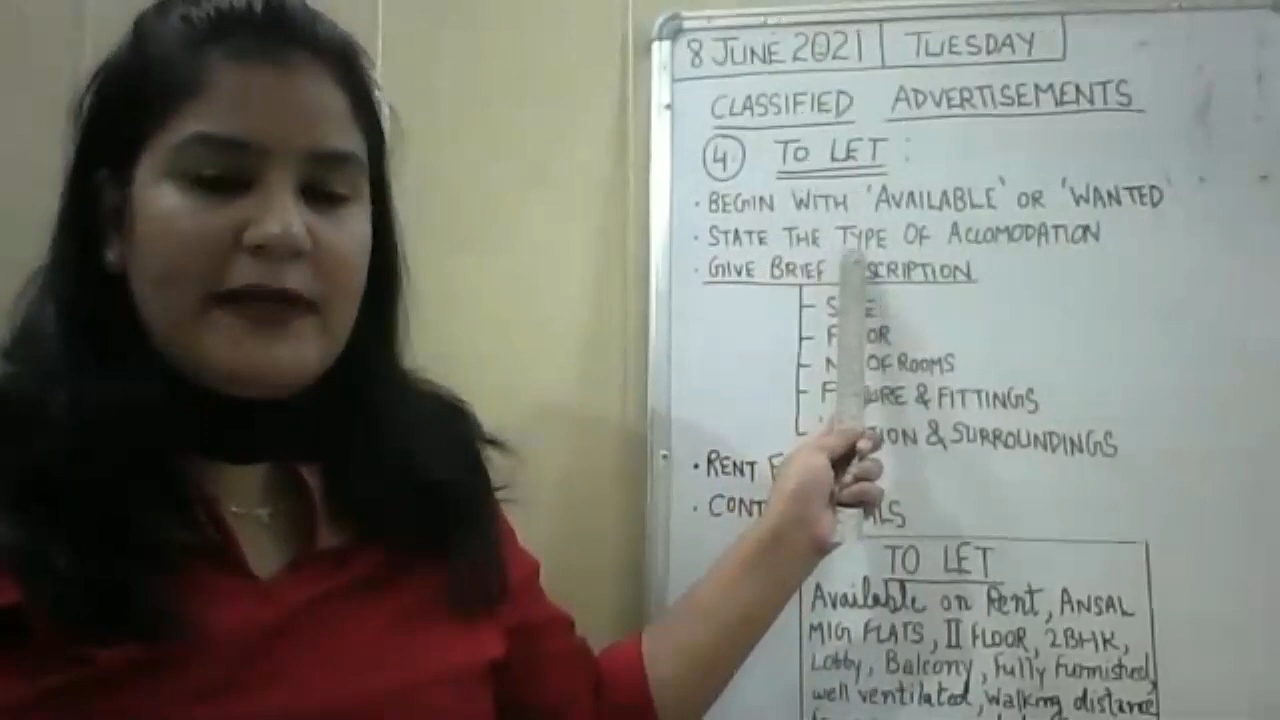 8 JUNE 2021 TUESDAY
CLASSIFIED ADVERTISEMENTS
4. TO LET :
· BEGIN WITH 'AVAILABLE' OR 'WANTED'
· STATE THE TYPE OF ACCOMODATION
· GIVE BRIEF
OF ROOMS
& FITTINGS
& SURROUNDINGS
· RENT
TO LET
Available on Rent, ANSAL
MIG FLATS, II FLOOR, 2BHK,
Lobby, Balcony, Fully Furnished,
well ventilated, Walking distance